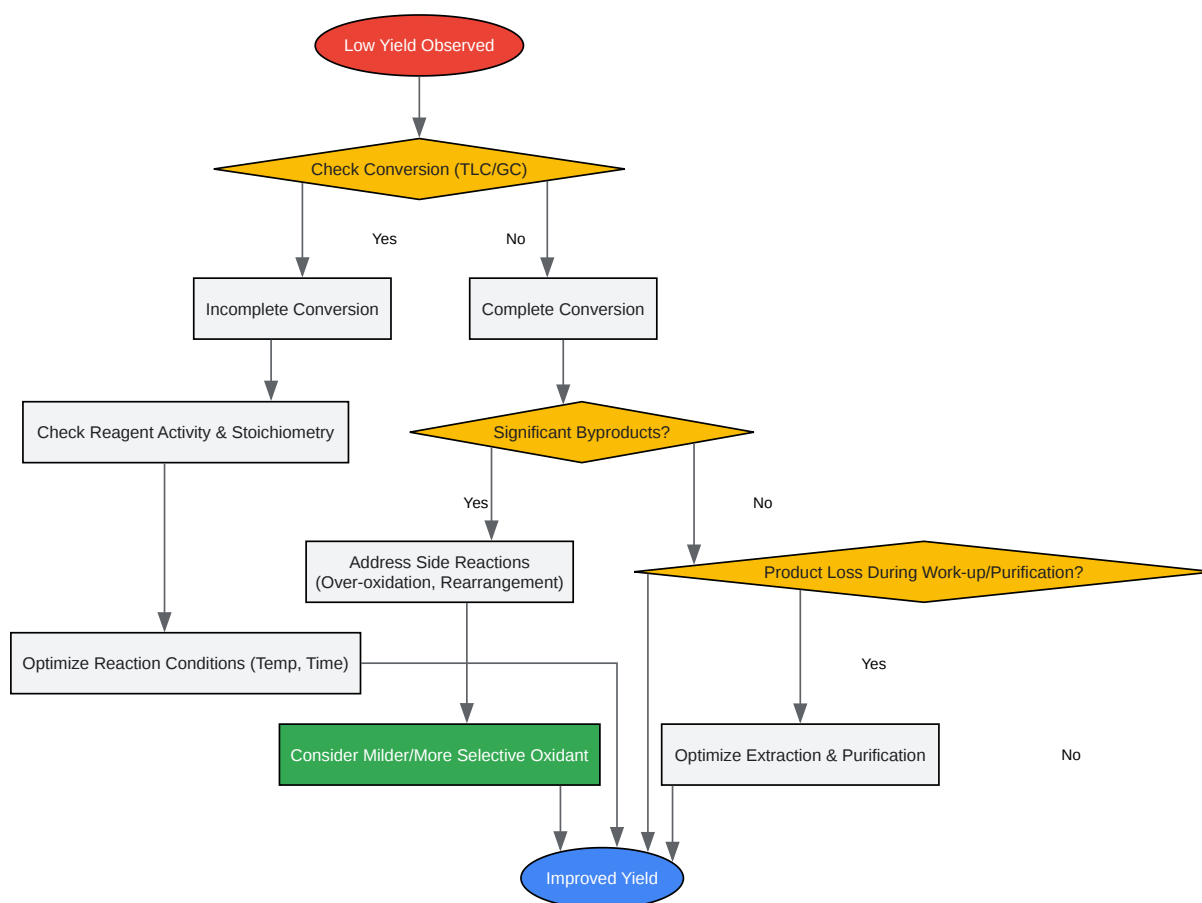 Low Yield Observed
Check Conversion (TLC/GC)
Yes
No
Incomplete Conversion
Complete Conversion
Check Reagent Activity & Stoichiometry
Significant Byproducts?
Yes
No
Address Side Reactions
(Over-oxidation, Rearrangement)
Product Loss During Work-up/Purification?
Optimize Reaction Conditions (Temp, Time)
Yes
Consider Milder/More Selective Oxidant
Optimize Extraction & Purification
No
Improved Yield